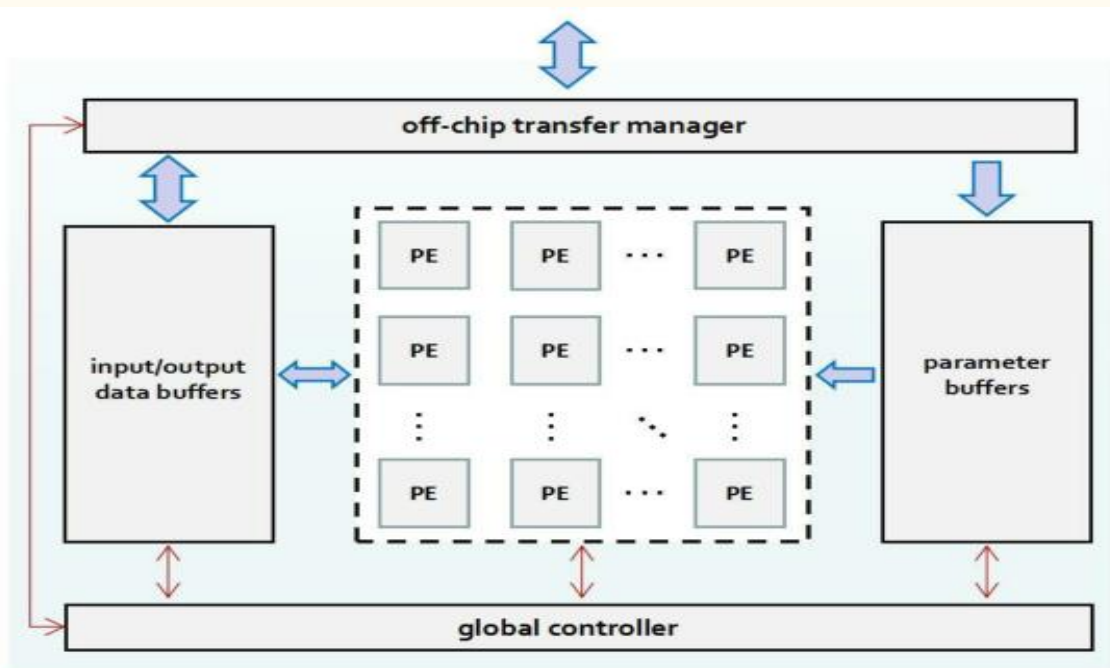 off-chip transfer manager
PE PE ... PE
input/output
data buffers
PE PE ... PE
parameter
buffers
PE PE ... PE
global controller